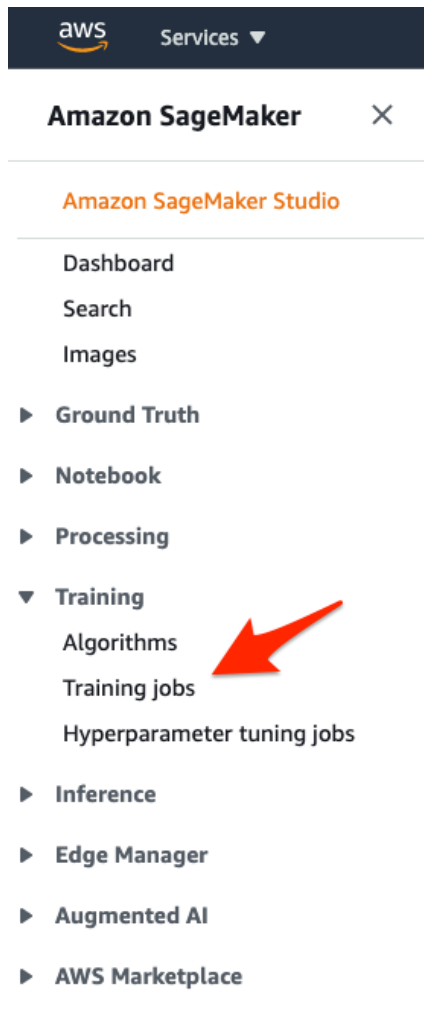 aws Services
Amazon SageMaker
Amazon SageMaker Studio
Dashboard
Search
Images
Ground Truth
Notebook
Processing
Training
Algorithms
Training jobs
Hyperparameter tuning jobs
Inference
Edge Manager
Augmented AI
AWS Marketplace